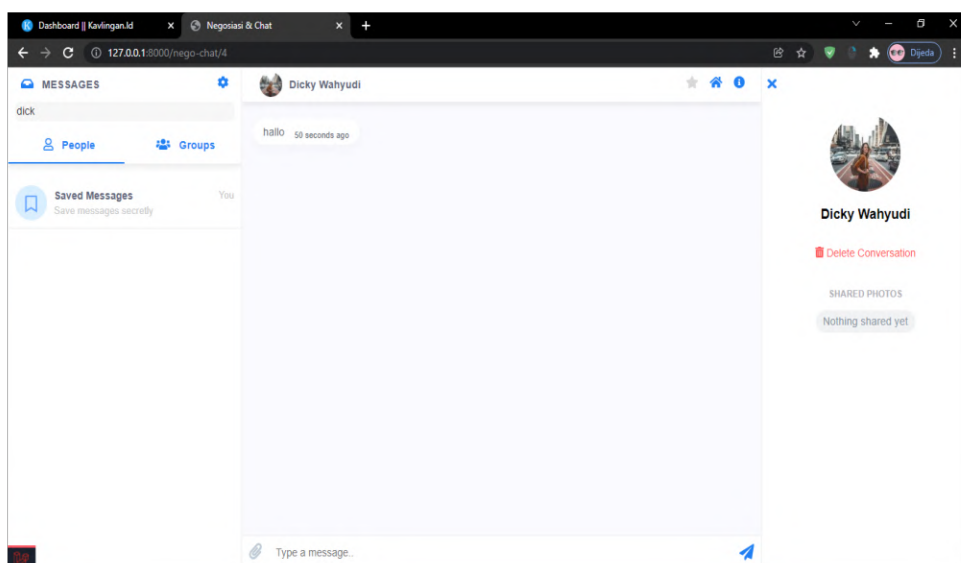 Dashboard || Kavlingan.Id
Negosiasi & Chat
127.0.0.1:8000/nego-chat/4
Dijeda
MESSAGES
dick
People Groups
Saved Messages You
Save messages secretly
Dicky Wahyudi
hallo 50 seconds ago
Type a message..
Dicky Wahyudi
Delete Conversation
SHARED PHOTOS
Nothing shared yet